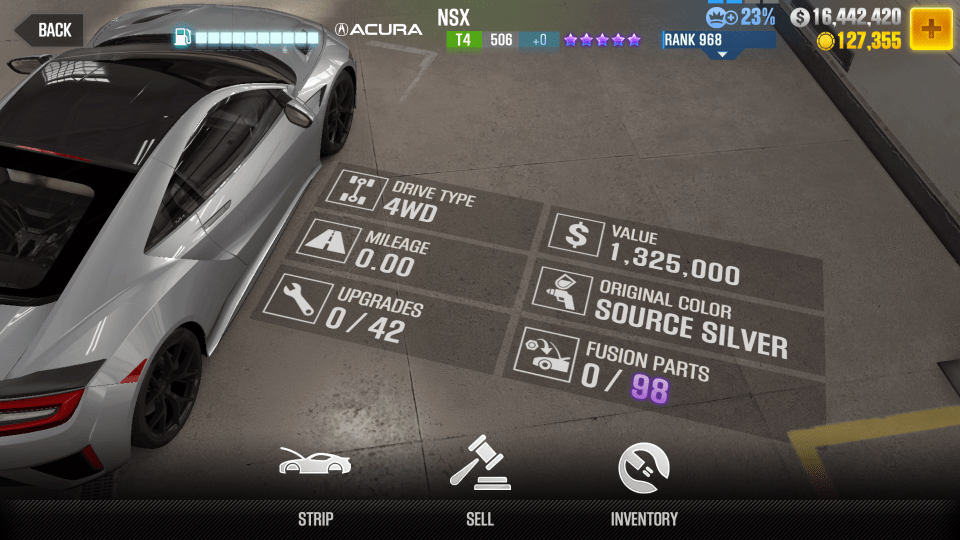 BACK
ACURA
NSX
T4 506 +0
23%
RANK 968
16,442,420
127,355
DRIVE TYPE
4WD
MILEAGE
0.00
UPGRADES
0 / 42
VALUE
1,325,000
ORIGINAL COLOR
SOURCE SILVER
FUSION PARTS
0 / 98
STRIP
SELL
INVENTORY